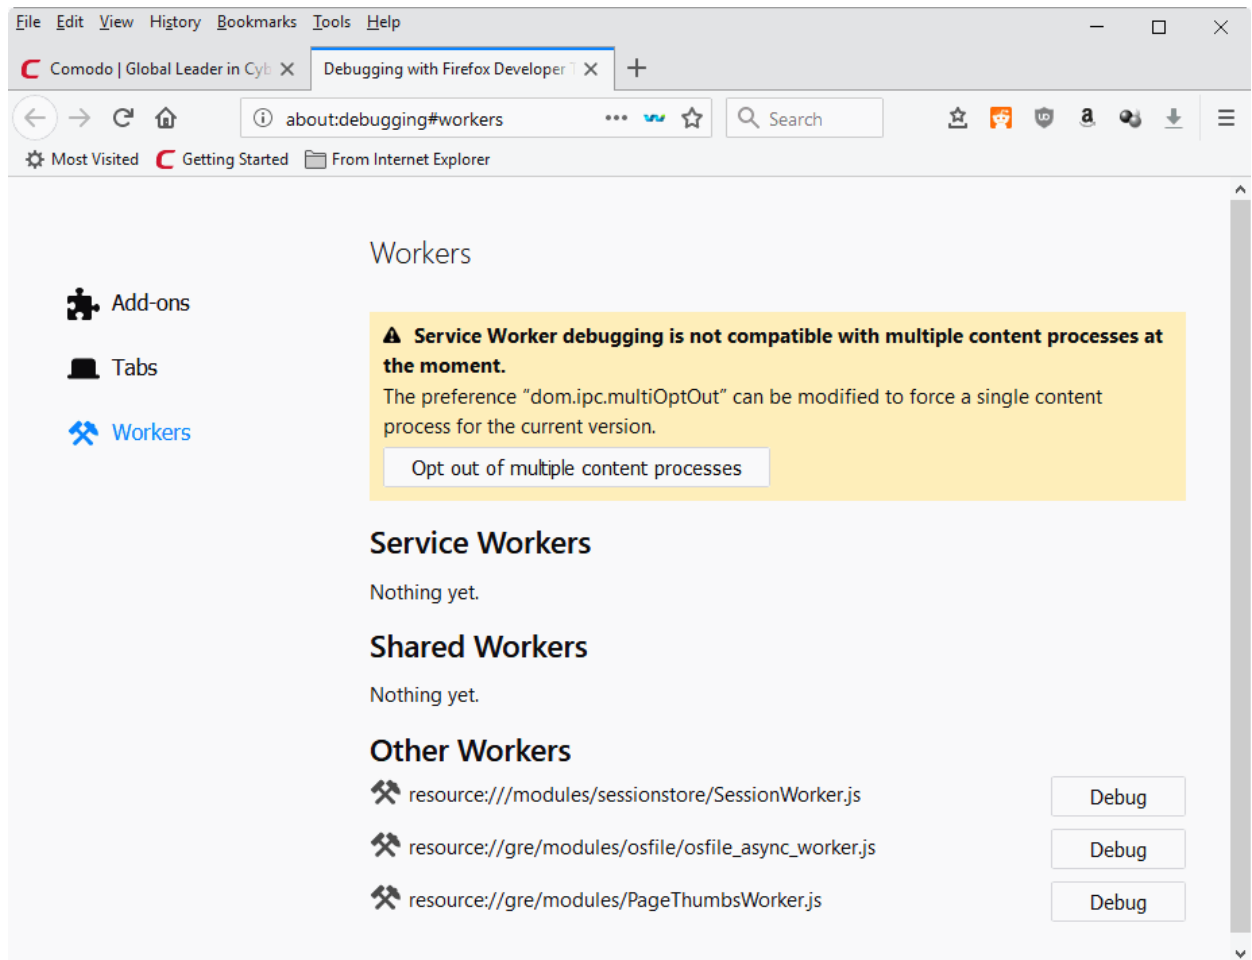 File Edit View History Bookmarks Tools Help
Comodo | Global Leader in Cyb
Debugging with Firefox Developer T
about:debugging#workers
Search
Most Visited
Getting Started
From Internet Explorer
Workers
Add-ons
Tabs
Workers
Service Worker debugging is not compatible with multiple content processes at
the moment.
The preference “dom.ipc.multiOptOut” can be modified to force a single content
process for the current version.
Opt out of multiple content processes
Service Workers
Nothing yet.
Shared Workers
Nothing yet.
Other Workers
resource:///modules/sessionstore/SessionWorker.js
Debug
resource://gre/modules/osfile/osfile_async_worker.js
Debug
resource://gre/modules/PageThumbsWorker.js
Debug